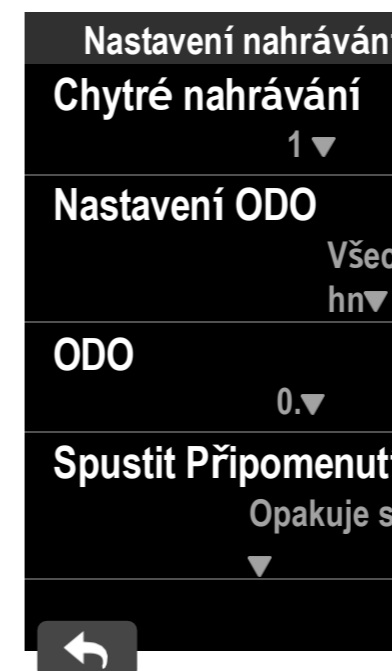 Nastavení nahrávání
Chytré nahrávání
1
Nastavení ODO
Všec
hn
ODO
0.
Spustit Připomenut
Opakuje s